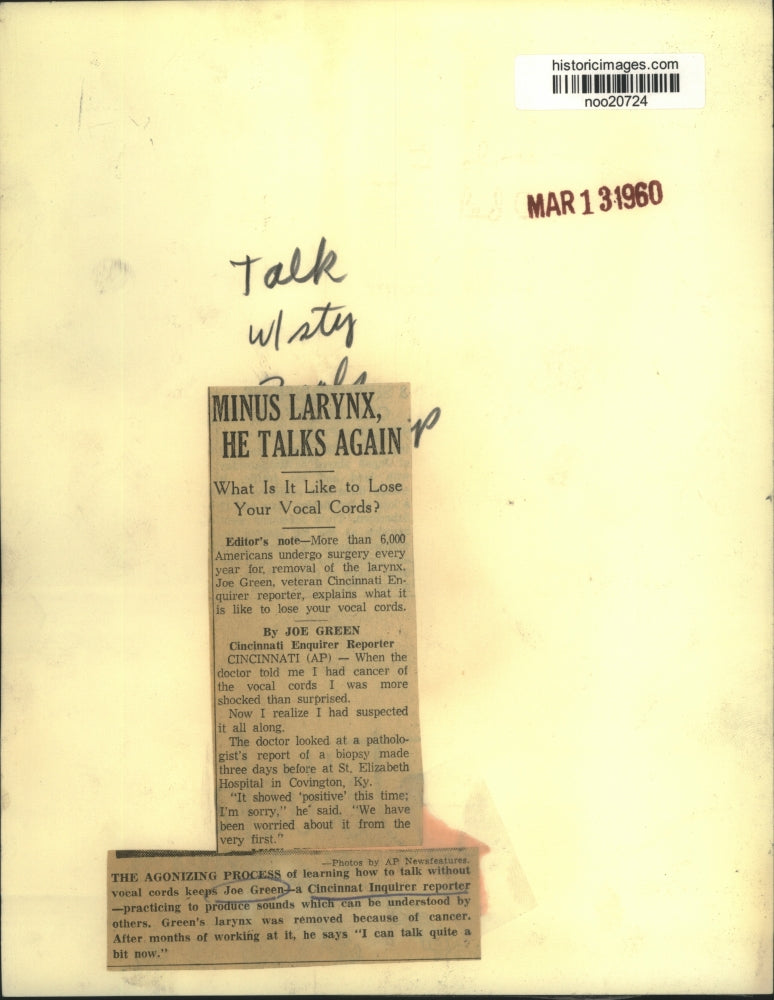 historicimages.com
noo20724
MAR 13 1960
Talk
w/sty
MINUS LARYNX,
HE TALKS AGAIN
What Is It Like to Lose
Your Vocal Cords?
Editor's note—More than 6,000
Americans undergo surgery every
year for, removal of the larynx.
Joe Green, veteran Cincinnati En-
quirer reporter, explains what it
is like to lose your vocal cords.
By JOE GREEN
Cincinnati Enquirer Reporter
CINCINNATI (AP) — When the
doctor told me I had cancer of
the vocal cords I was more
shocked than surprised.
Now I realize I had suspected
it all along.
The doctor looked at a patholo-
gist's report of a biopsy made
three days before at St. Elizabeth
Hospital in Covington, Ky.
"It showed 'positive' this time;
I'm sorry," he said. "We have
been worried about it from the
very first."
—Photos by AP Newsfeatures.
THE AGONIZING PROCESS of learning how to talk without
vocal cords keeps Joe Green—a Cincinnat Inquirer reporter
—practicing to produce sounds which can be understood by
others. Green's larynx was removed because of cancer.
After months of working at it, he says "I can talk quite a
bit now."